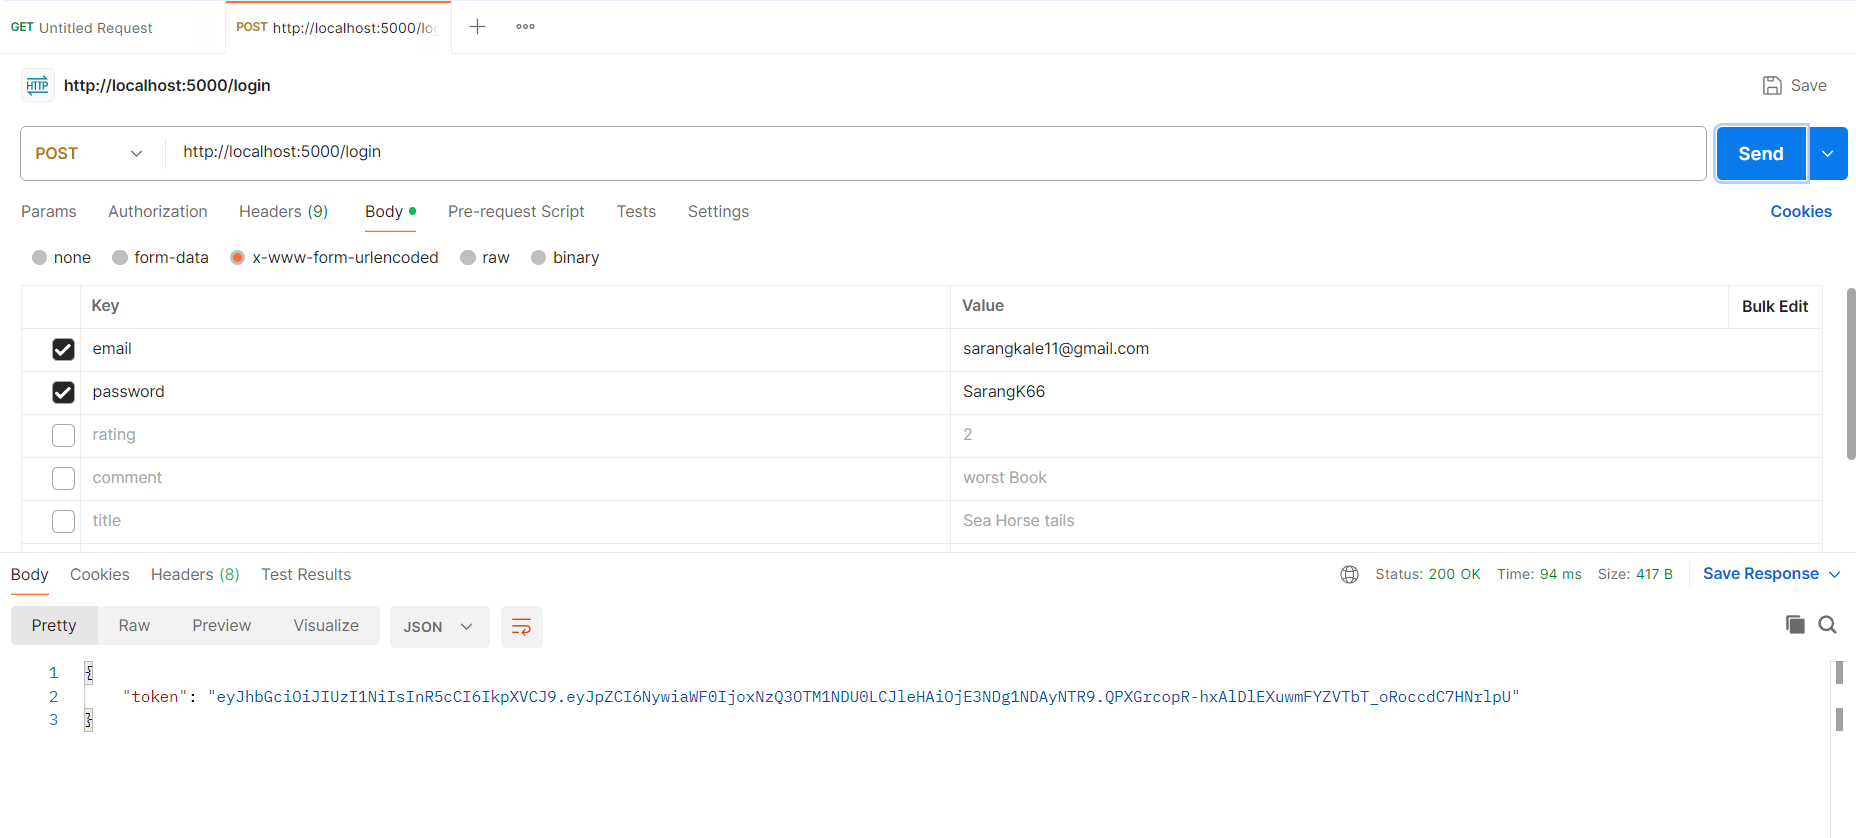 GET Untitled Request POST http://localhost:5000/log
HTTP http://localhost:5000/login Save
POST http://localhost:5000/login Send
Params Authorization Headers (9) Body Pre-request Script Tests Settings Cookies
none form-data x-www-form-urlencoded raw binary
Key Value Bulk Edit
email sarangkale11@gmail.com
password SarangK66
rating 2
comment worst Book
title Sea Horse tails
Body Cookies Headers (8) Test Results Status: 200 OK Time: 94 ms Size: 417 B Save Response
Pretty Raw Preview Visualize JSON
1 {
2 "token": "eyJhbGciOiJIUzI1NiIsInR5cCI6IkpXVCJ9.eyJpZCI6NywiaWF0IjoxNzQ3OTM1NDU0LCJleHAiOjE3NDg1NDAyNTR9.QPXGrcopR-hxAlDlEXuwmFYZVTbT_oRoccdC7HNrlpU"
3 }